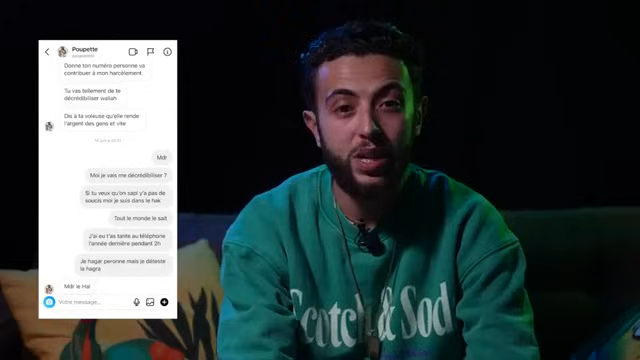 Poupette
Donne ton numéro personne va
contribuer à mon harcèlement
Tu vas tellement de te
décrédibiliser wallah
Dis à ta voleuse qu'elle rende
l'argent des gens et vite
Mdr
Moi je vais me décrédibiliser ?
Si tu veux qu'on sapl y'a pas de
soucis moi je suis dans le hak
Tout le monde le sait
J'ai eu t'as tante au téléphone
l'année dernière pendant 2h
Je hagar peronne mais je déteste
la hagra
Mdr le Hal
Votre message...
Scotch & Sod